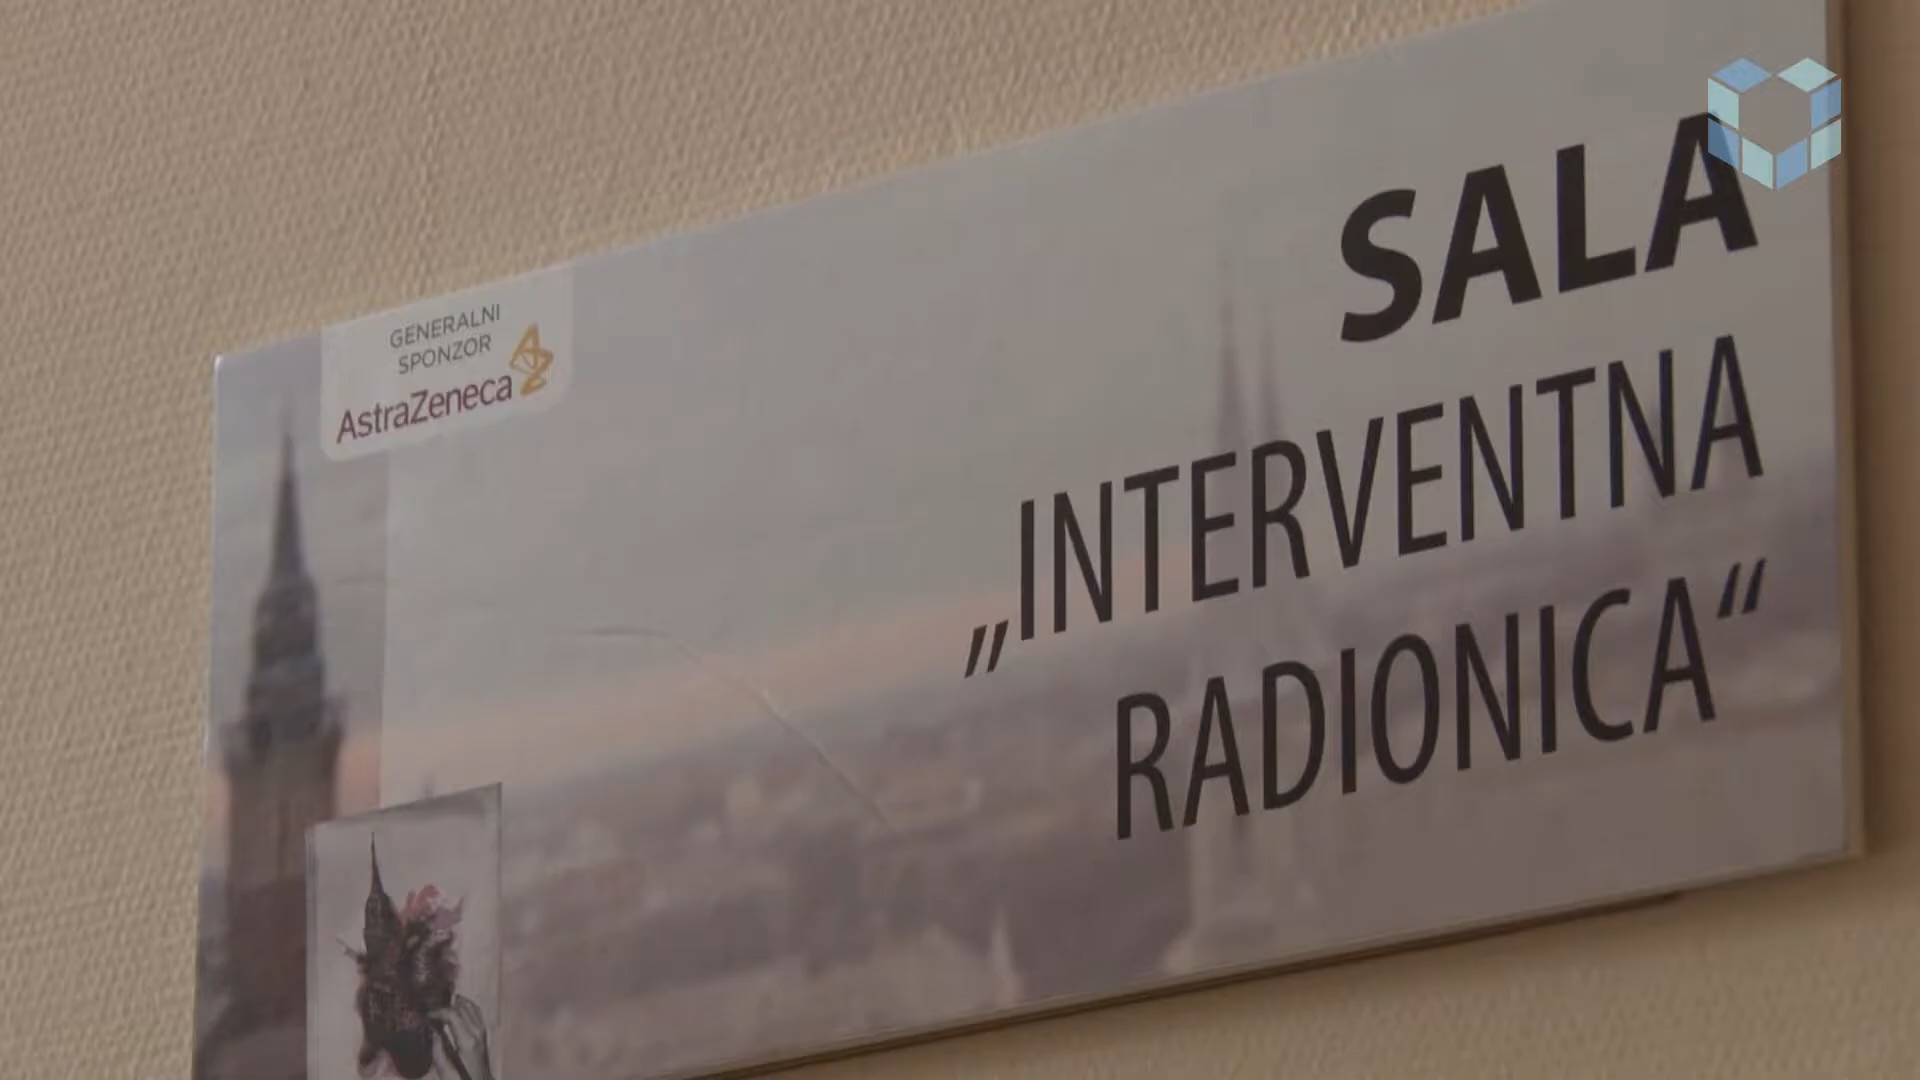 GENERALNI
SPONZOR
AstraZeneca
SALA
„INTERVENTNA
RADIONICA“